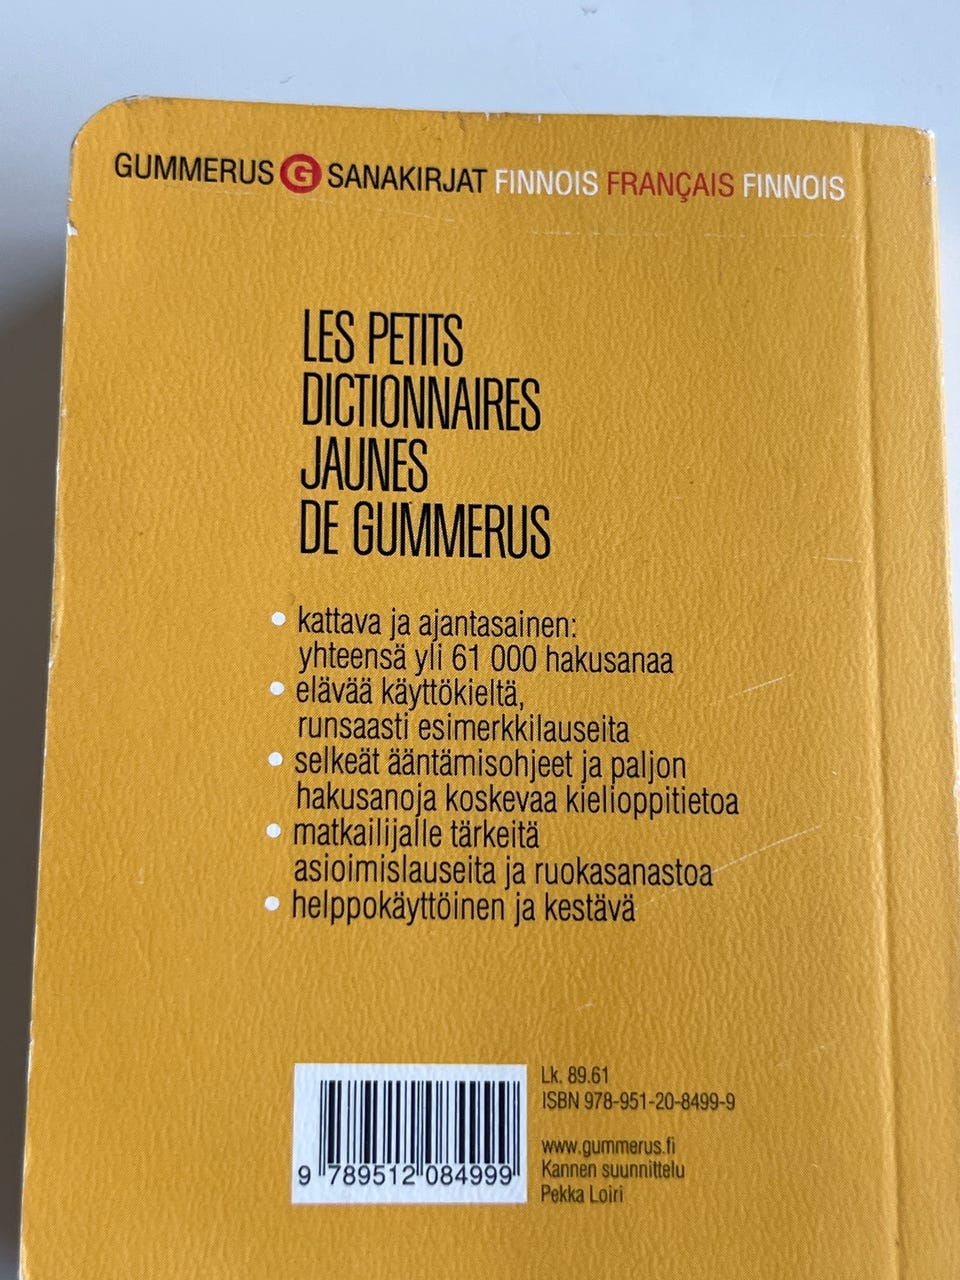 GUMMERUS G SANAKIRJAT FINNOIS FRANÇAIS FINNOIS
LES PETITS
DICTIONNAIRES
JAUNES
DE GUMMERUS
• kattava ja ajantasainen:
yhteensä yli 61 000 hakusanaa
• elävää käyttökieltä,
runsaasti esimerkkilauseita
• selkeät ääntämisohjeet ja paljon
hakusanoja koskevaa kielioppitietoa
• matkailijalle tärkeitä
asioimislauseita ja ruokasanastoa
• helppokäyttöinen ja kestävä
Lk. 89.61
ISBN 978-951-20-8499-9
www.gummerus.fi
Kannen suunnittelu
Pekka Loiri
9 789512 084999